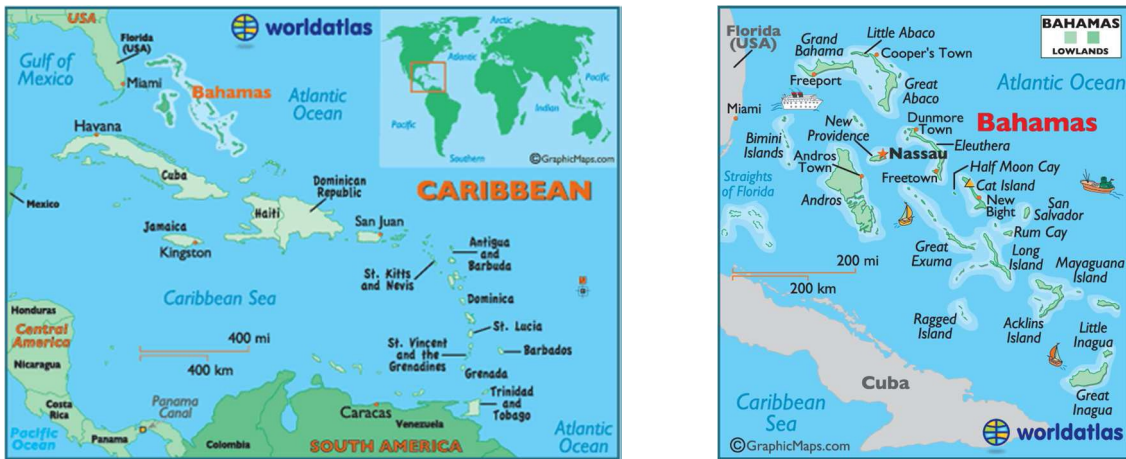 USA
worldatlas
Arctic
Atlantic
Pacific
Indian
Pacific
Southern
©GraphicMaps.com
Gulf of
Mexico
Florida
(USA)
Miami
Bahamas
Atlantic
Ocean
Havana
Cuba
Mexico
CARIBBEAN
Dominican
Republic
Haiti
San Juan
Jamaica
Kingston
Antigua
and
Barbuda
St. Kitts
and Nevis
Caribbean Sea
Dominica
Honduras
Central
America
400 mi
400 km
St. Lucia
St. Vincent
and the
Grenadines
Barbados
Nicaragua
Grenada
Costa
Rica
Panama
Canal
Trinidad
and
Tobago
Caracas
Venezuela
Pacific
Ocean
Panama
Colombia
SOUTH AMERICA
Atlantic
Ocean
Florida
(USA)
Little Abaco
Grand
Bahama
Cooper's Town
BAHAMAS
LOWLANDS
Freeport
Great
Abaco
Atlantic Ocean
Miami
New
Providence
Dunmore
Town
Bahamas
Bimini
Islands
Nassau
Eleuthera
Andros
Town
Half Moon Cay
Freetown
Cat Island
Straights
of Florida
Andros
New
Bight
San
Salvador
Rum Cay
Great
Exuma
Long
Island
200 mi
200 km
Mayaguana
Island
Ragged
Island
Acklins
Island
Little
Inagua
Cuba
Great
Inagua
Caribbean
Sea
©GraphicMaps.com
worldatlas